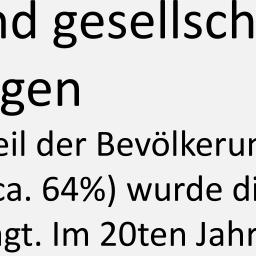 nd gesellsch
gen
eil der Bevölkerun
ca. 64%) wurde di
gt. Im 20ten Jahr